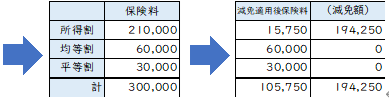 保険料 減免適用後保険料 （減免額）
所得割 210,000 15,750 194,250
均等割 60,000 60,000 0
平等割 30,000 30,000 0
計 300,000 105,750 194,250